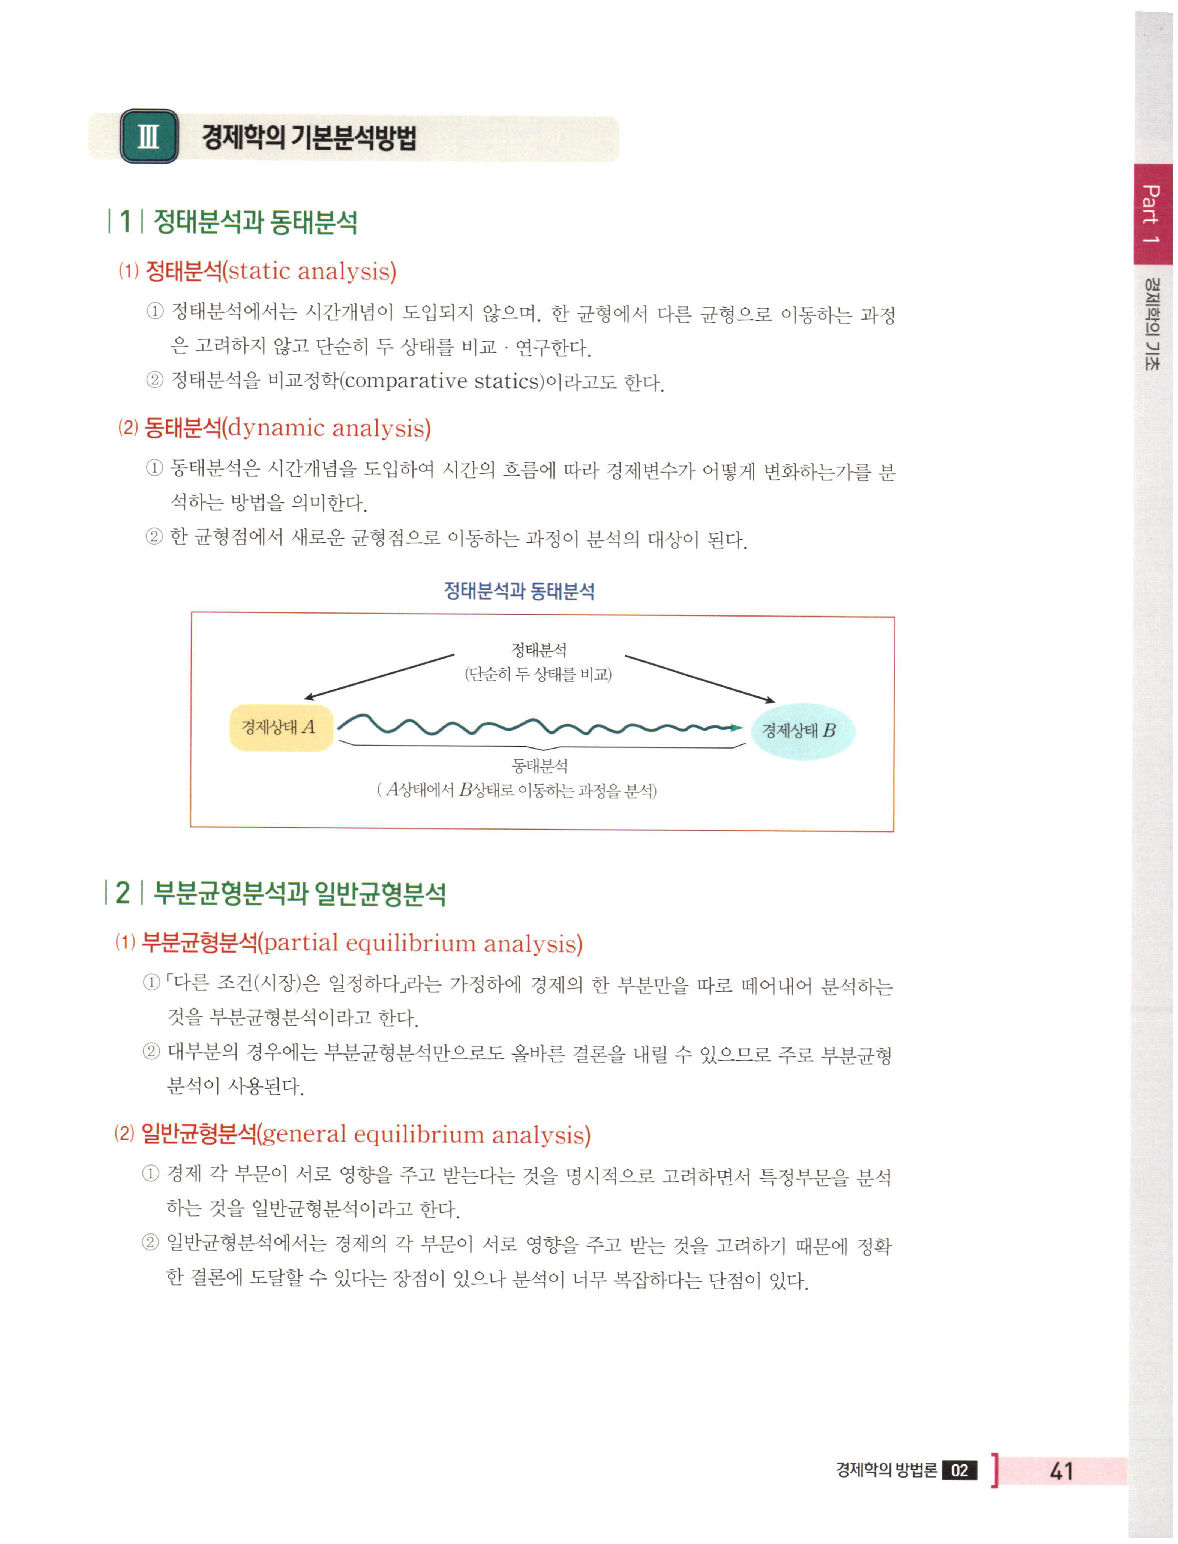 Ⅲ 경제학의 기본분석방법
Part 1
경제학의 기초
|1| 정태분석과 동태분석
(1) 정태분석(static analysis)
① 정태분석에서는 시간개념이 도입되지 않으며, 한 균형에서 다른 균형으로 이동하는 과정
은 고려하지 않고 단순히 두 상태를 비교 · 연구한다.
② 정태분석을 비교정학(comparative statics)이라고도 한다.
(2) 동태분석(dynamic analysis)
① 동태분석은 시간개념을 도입하여 시간의 흐름에 따라 경제변수가 어떻게 변화하는가를 분
석하는 방법을 의미한다.
② 한 균형점에서 새로운 균형점으로 이동하는 과정이 분석의 대상이 된다.
정태분석과 동태분석
정태분석
(단순히 두 상태를 비교)
경제상태 A
경제상태 B
동태분석
( A상태에서 B상태로 이동하는 과정을 분석)
|2| 부분균형분석과 일반균형분석
(1) 부분균형분석(partial equilibrium analysis)
① 「다른 조건(시장)은 일정하다」라는 가정하에 경제의 한 부분만을 따로 떼어내어 분석하는
것을 부분균형분석이라고 한다.
② 대부분의 경우에는 부분균형분석만으로도 올바른 결론을 내릴 수 있으므로 주로 부분균형
분석이 사용된다.
(2) 일반균형분석(general equilibrium analysis)
① 경제 각 부문이 서로 영향을 주고 받는다는 것을 명시적으로 고려하면서 특정부문을 분석
하는 것을 일반균형분석이라고 한다.
② 일반균형분석에서는 경제의 각 부문이 서로 영향을 주고 받는 것을 고려하기 때문에 정확
한 결론에 도달할 수 있다는 장점이 있으나 분석이 너무 복잡하다는 단점이 있다.
경제학의 방법론 02 ] 41